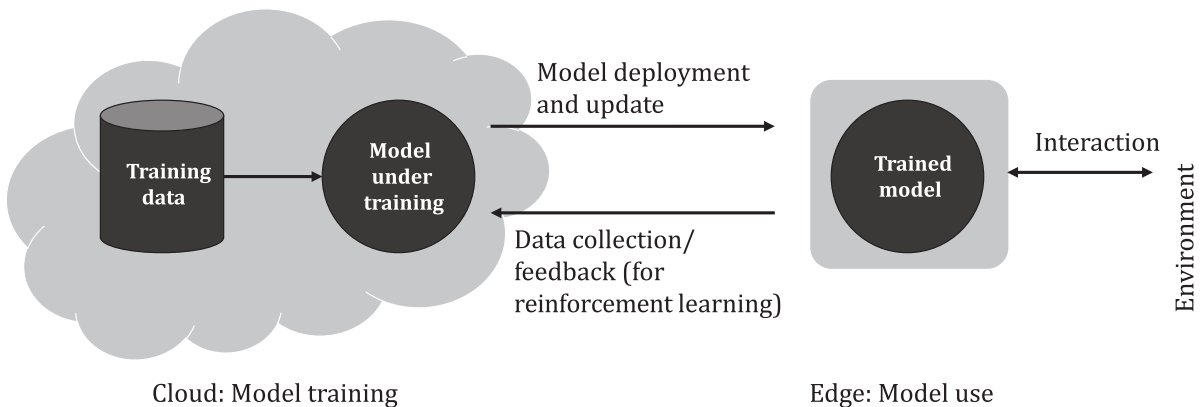 Training
data
Model
under
training
Model deployment
and update
Data collection/
feedback (for
reinforcement learning)
Trained
model
Interaction
Environment
Cloud: Model training
Edge: Model use